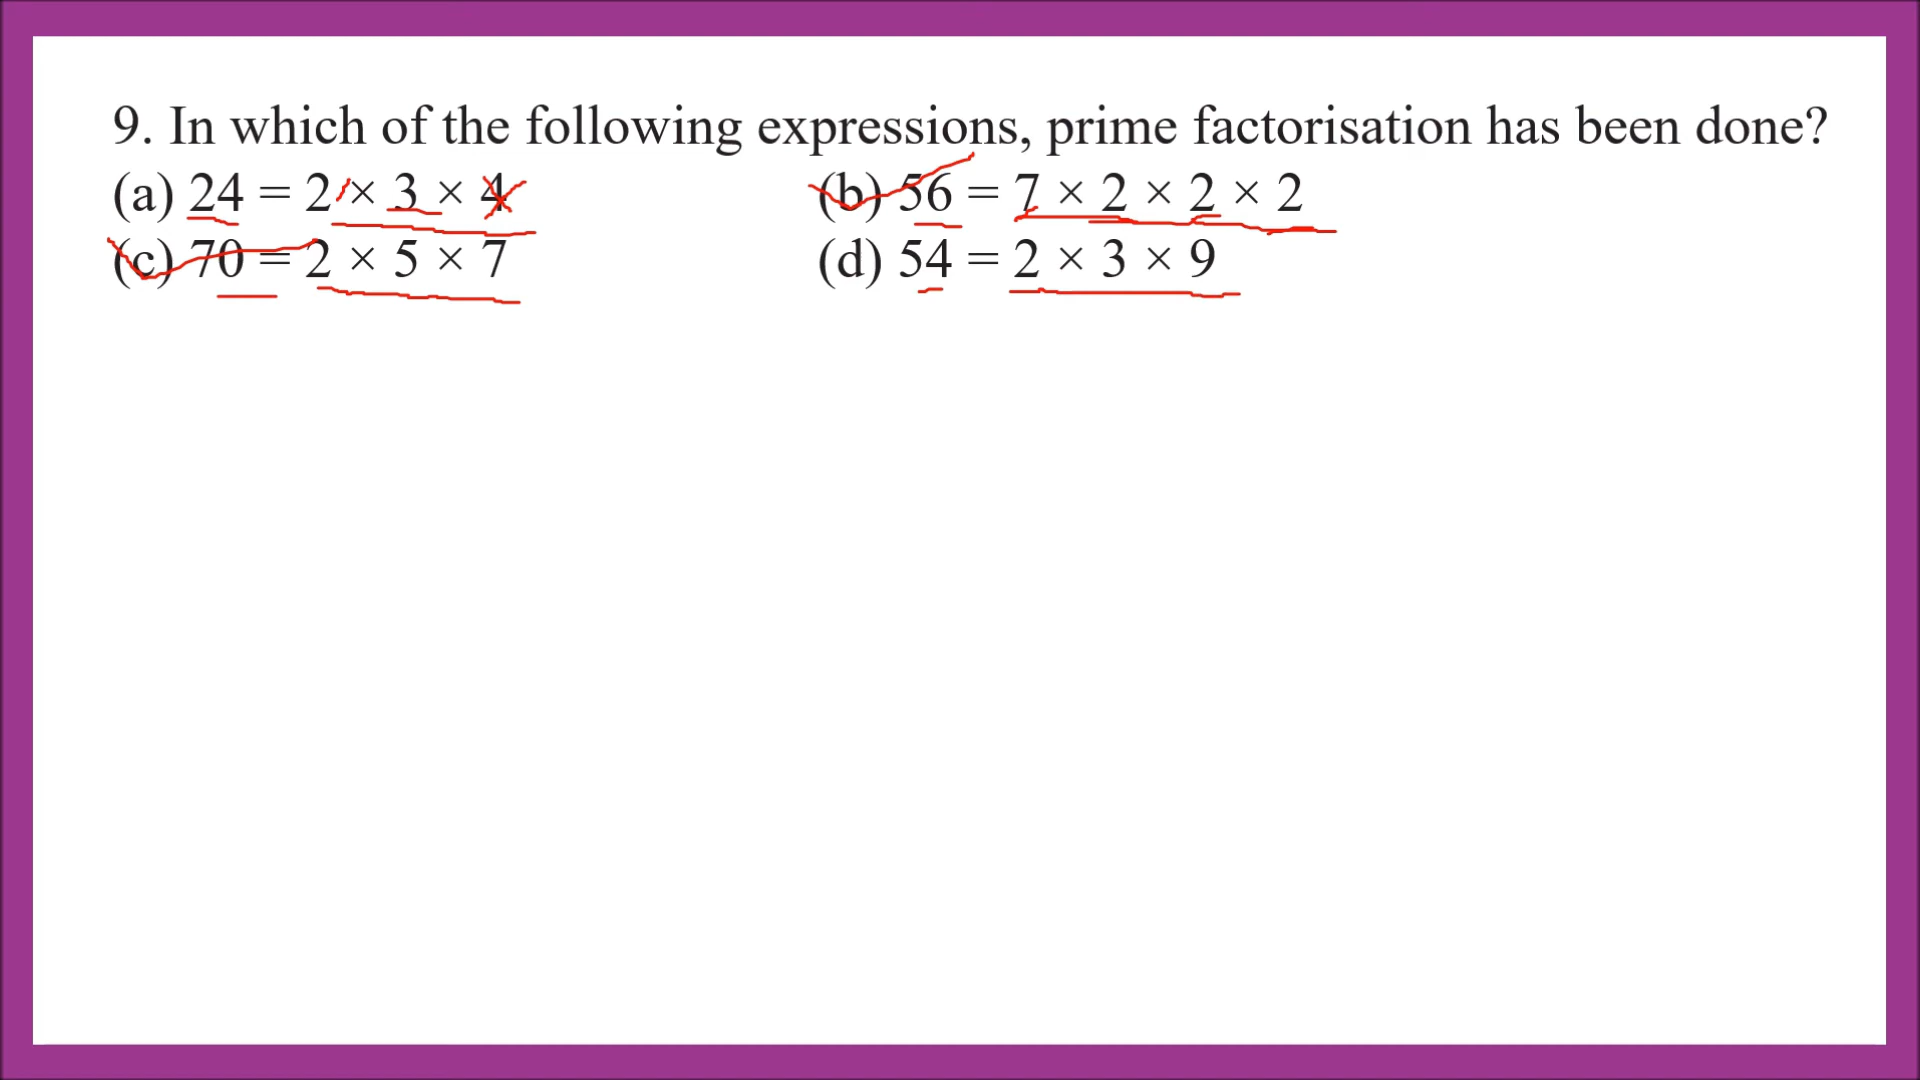 9. In which of the following expressions, prime factorisation has been done?
(a) 24 = 2 × 3 × 4 (b) 56 = 7 × 2 × 2 × 2
(c) 70 = 2 × 5 × 7 (d) 54 = 2 × 3 × 9